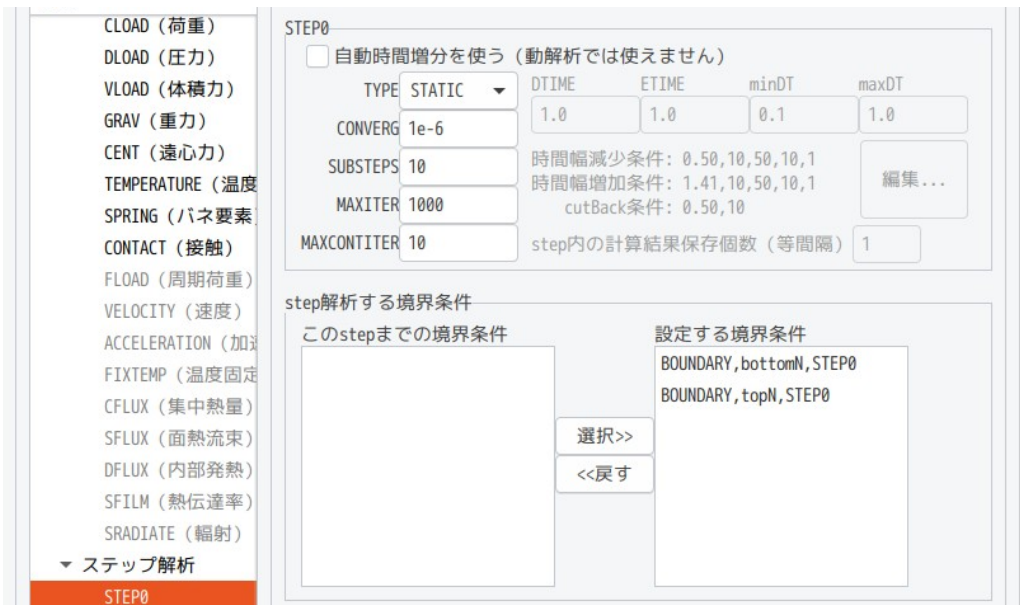 CLOAD (荷重)
DLOAD (圧力)
VLOAD (体積力)
GRAV (重力)
CENT (遠心力)
TEMPERATURE (温度
SPRING (バネ要素
CONTACT (接触)
FLOAD (周期荷重)
VELOCITY (速度)
ACCELERATION (加速
FIXTEMP (温度固定
CFLUX (集中熱量)
SFLUX (面熱流束)
DFLUX (内部発熱)
SFILM (熱伝達率)
SRADIATE (輻射)
ステップ解析
STEP0
STEP0
自動時間増分を使う (動解析では使えません)
TYPE STATIC
CONVERG 1e-6
SUBSTEPS 10
MAXITER 1000
MAXCONTITER 10
DTIME ETIME minDT maxDT
1.0 1.0 0.1 1.0
時間幅減少条件: 0.50,10,50,10,1
時間幅増加条件: 1.41,10,50,10,1
cutBack条件: 0.50,10
編集...
step内の計算結果保存個数 (等間隔) 1
step解析する境界条件
このstepまでの境界条件
選択>>
<<戻す
設定する境界条件
BOUNDARY,bottomN,STEP0
BOUNDARY,topN,STEP0